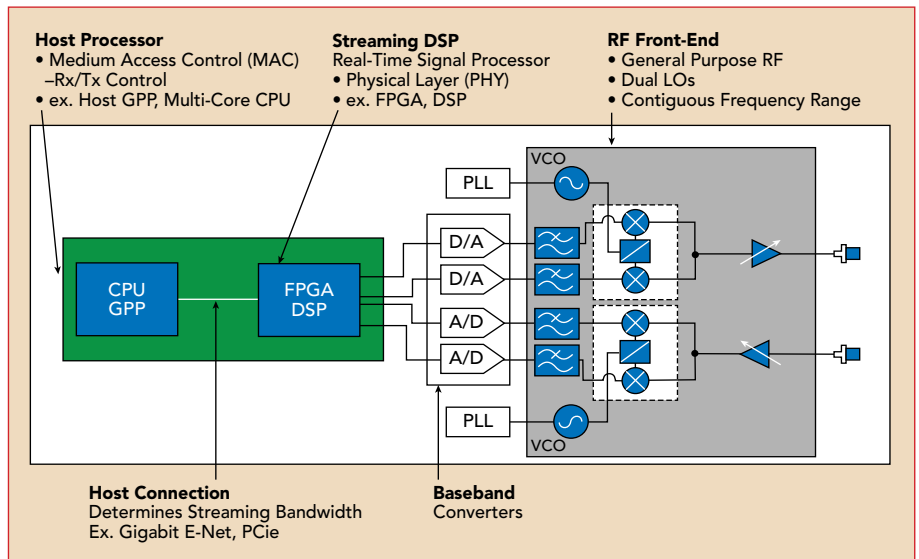 Host Processor
• Medium Access Control (MAC)
–Rx/Tx Control
• ex. Host GPP, Multi-Core CPU
Streaming DSP
Real-Time Signal Processor
• Physical Layer (PHY)
• ex. FPGA, DSP
RF Front-End
• General Purpose RF
• Dual LOs
• Contiguous Frequency Range
VCO
PLL
D/A
D/A
CPU
GPP
FPGA
DSP
A/D
A/D
PLL
VCO
Host Connection
Determines Streaming Bandwidth
Ex. Gigabit E-Net, PCie
Baseband
Converters